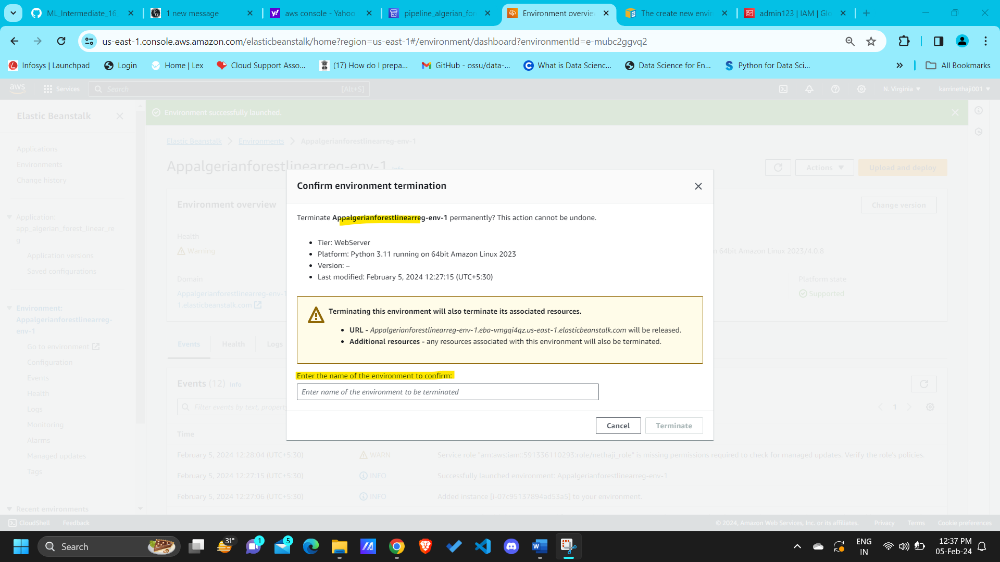 ML_Intermediate_16_
1 new message
aws console - Yahoo
pipeline_algerian_for
Environment overvie
The create new envir
admin123 | IAM | Glo
us-east-1.console.aws.amazon.com/elasticbeanstalk/home?region=us-east-1#/environment/dashboard?environmentId=e-mubc2ggvq2
Infosys | Launchpad
Login
Home | Lex
Cloud Support Asso...
(17) How do I prepa...
GitHub - ossu/data-...
What is Data Scienc...
Data Science for En...
Python for Data Sci...
All Bookmarks
aws
Services
Search
[Alt+S]
N. Virginia
karrinethaji001
Elastic Beanstalk
Applications
Environments
Change history
Application:
app_algerian_forest_linear_re
g
Application versions
Saved configurations
Environment:
Appalgerianforestlinearreg-
env-1
Go to environment
Configuration
Events
Health
Logs
Monitoring
Alarms
Managed updates
Tags
Recent environments
Environment successfully launched.
Elastic Beanstalk
Environments
Appalgerianforestlinearreg-env-1
Appalgerianforestlinearreg-env-1 Info
Actions
Upload and deploy
Environment overview
Change version
Health
Warning
n 64bit Amazon Linux 2023/4.0.8
Domain
Appalgerianforestlinearreg-env-1
1.elasticbeanstalk.com
Platform state
Supported
Events
Health
Logs
Events (12) Info
Filter events by text, propert
1
Time
February 5, 2024 12:28:04 (UTC+5:30)
WARN
Service role "arn:aws:iam::591336110293:role/nethaji_role" is missing permissions required to check for managed updates. Verify the role's policies.
February 5, 2024 12:27:15 (UTC+5:30)
INFO
Successfully launched environment: Appalgerianforestlinearreg-env-1
February 5, 2024 12:27:06 (UTC+5:30)
INFO
Added instance [i-07c95137894ad53a5] to your environment.
Confirm environment termination
Terminate Appalgerianforestlinearreg-env-1 permanently? This action cannot be undone.
• Tier: WebServer
• Platform: Python 3.11 running on 64bit Amazon Linux 2023
• Version: –
• Last modified: February 5, 2024 12:27:15 (UTC+5:30)
Terminating this environment will also terminate its associated resources.
• URL - Appalgerianforestlinearreg-env-1.eba-vmgqi4qz.us-east-1.elasticbeanstalk.com will be released.
• Additional resources - any resources associated with this environment will also be terminated.
Enter the name of the environment to confirm:
Enter name of the environment to be terminated
Cancel
Terminate
CloudShell
Feedback
© 2024, Amazon Web Services, Inc. or its affiliates.
Privacy
Terms
Cookie preferences
Search
31°
1
5
ENG
IN
12:37 PM
05-Feb-24